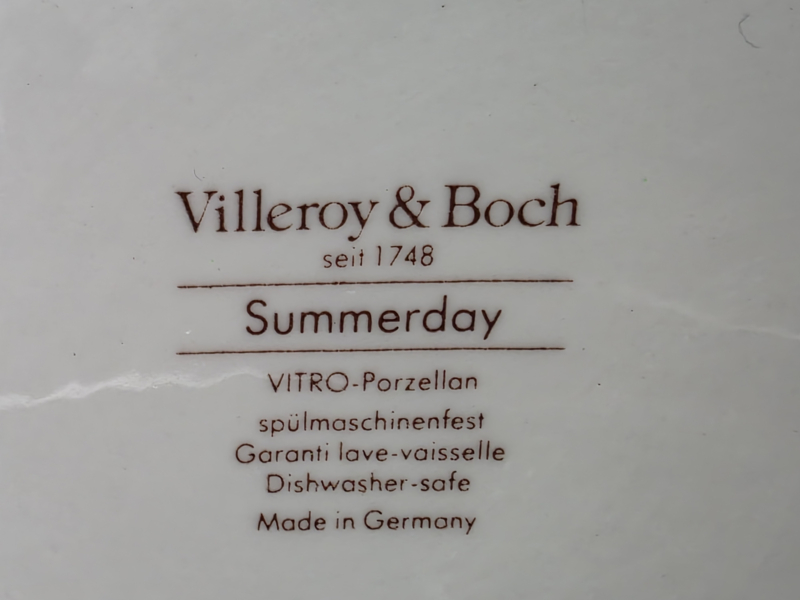 Villeroy & Boch
seit 1748
Summerday
VITRO-Porzellan
spülmaschinenfest
Garanti lave-vaisselle
Dishwasher-safe
Made in Germany